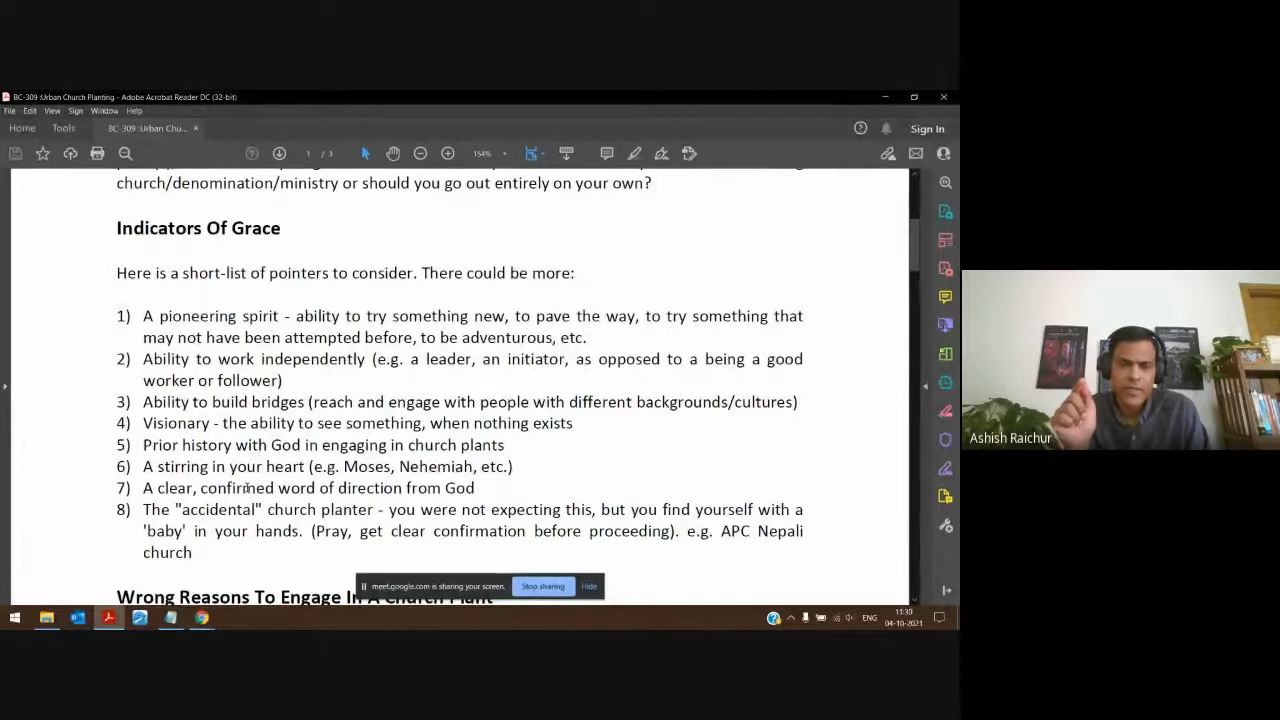 BC-309 :Urban Church Planting - Adobe Acrobat Reader DC (32-bit)
File Edit View Sign Window Help
Home Tools BC-309 :Urban Chu... × Sign In
1 / 3 154%
church/denomination/ministry or should you go out entirely on your own?
Indicators Of Grace
Here is a short-list of pointers to consider. There could be more:
1) A pioneering spirit - ability to try something new, to pave the way, to try something that
may not have been attempted before, to be adventurous, etc.
2) Ability to work independently (e.g. a leader, an initiator, as opposed to a being a good
worker or follower)
3) Ability to build bridges (reach and engage with people with different backgrounds/cultures)
4) Visionary - the ability to see something, when nothing exists
5) Prior history with God in engaging in church plants
6) A stirring in your heart (e.g. Moses, Nehemiah, etc.)
7) A clear, confirmed word of direction from God
8) The "accidental" church planter - you were not expecting this, but you find yourself with a
'baby' in your hands. (Pray, get clear confirmation before proceeding). e.g. APC Nepali
church
meet.google.com is sharing your screen. Stop sharing Hide
Wrong Reasons To Engage In A Church Plant
ENG
11:30
04-10-2021
Ashish Raichur